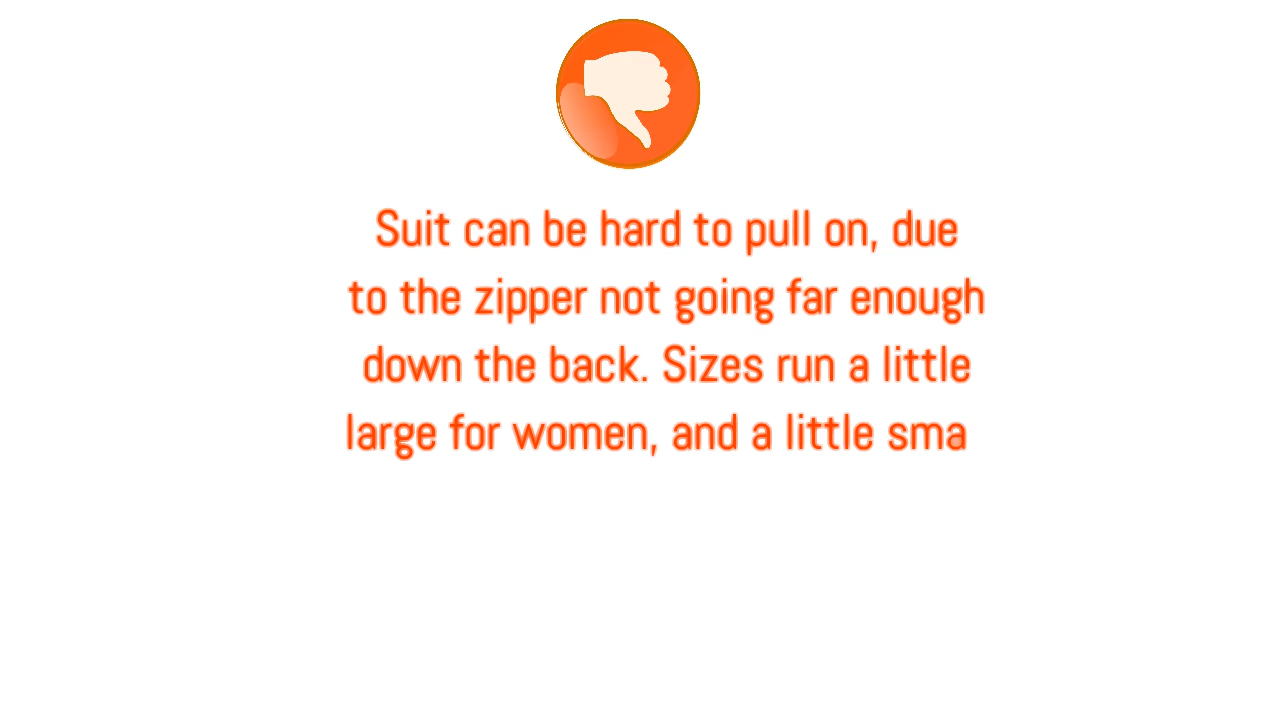 Suit can be hard to pull on, due
to the zipper not going far enough
down the back. Sizes run a little
large for women, and a little sma